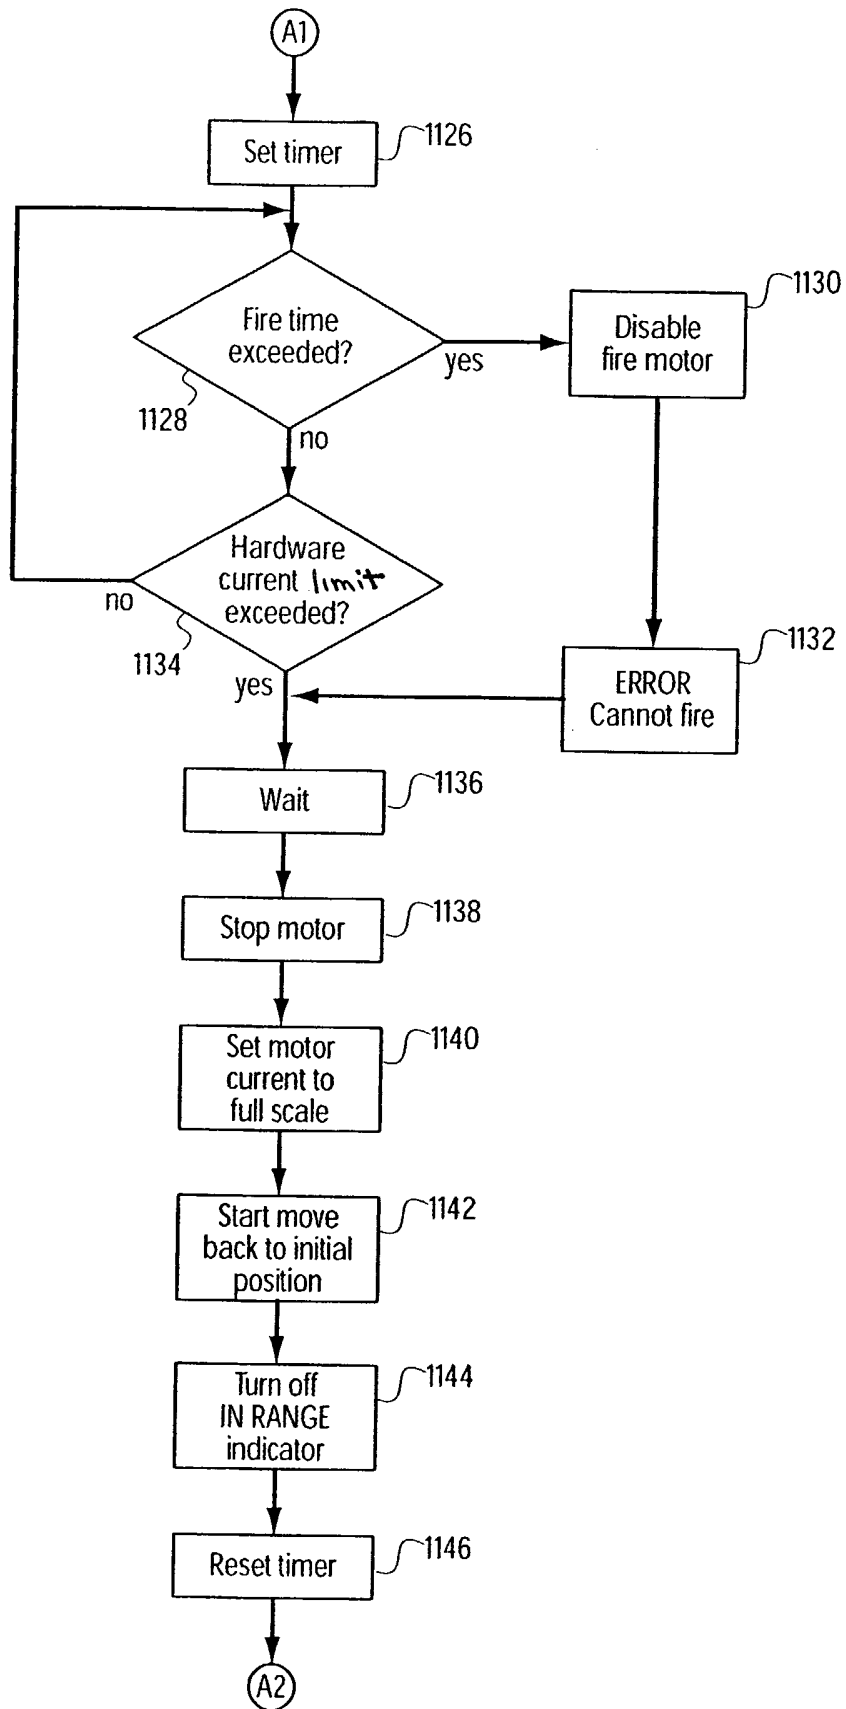 A1
Set timer
1126
Fire time
exceeded?
yes
1128
no
Disable
fire motor
1130
Hardware
current limit
exceeded?
no
1134
yes
ERROR
Cannot fire
1132
Wait
1136
Stop motor
1138
Set motor
current to
full scale
1140
Start move
back to initial
position
1142
Turn off
IN RANGE
indicator
1144
Reset timer
1146
A2